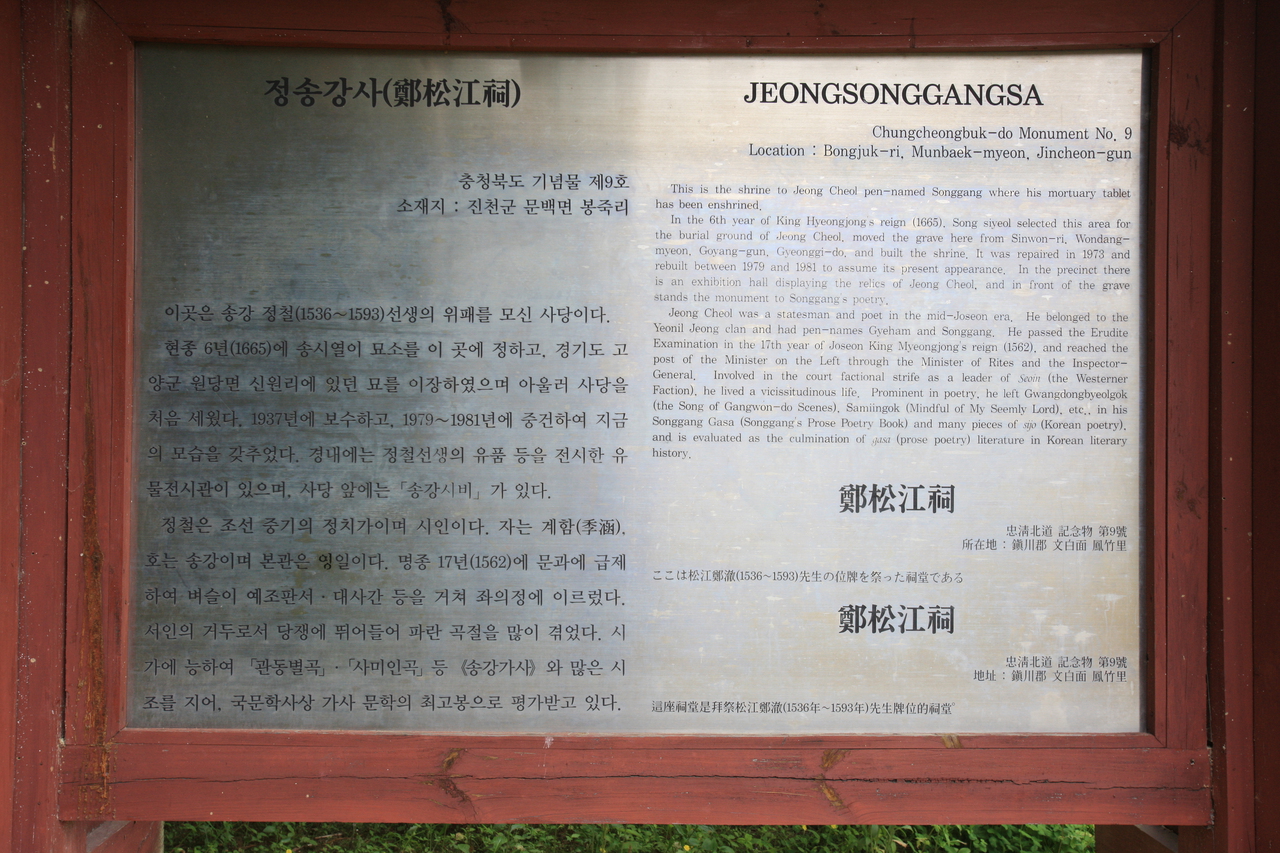 정송강사(鄭松江祠)
충청북도 기념물 제9호
소재지 : 진천군 문백면 봉죽리
이곳은 송강 정철(1536~1593)선생의 위패를 모신 사당이다.
현종 6년(1665)에 송시열이 묘소를 이 곳에 정하고, 경기도 고
양군 원당면 신원리에 있던 묘를 이장하였으며 아울러 사당을
처음 세웠다. 1937년에 보수하고, 1979~1981년에 중건하여 지금
의 모습을 갖추었다. 경내에는 정철선생의 유품 등을 전시한 유
물전시관이 있으며, 사당 앞에는 「송강시비」가 있다.
정철은 조선 중기의 정치가이며 시인이다. 자는 계함(季涵),
호는 송강이며 본관은 영일이다. 명종 17년(1562)에 문과에 급제
하여 벼슬이 예조판서·대사간 등을 거쳐 좌의정에 이르렀다.
서인의 거두로서 당쟁에 뛰어들어 파란 곡절을 많이 겪었다. 시
가에 능하여 「관동별곡」·「사미인곡」 등 《송강가사》와 많은 시
조를 지어, 국문학사상 가사 문학의 최고봉으로 평가받고 있다.
JEONGSONGGANGSA
Chungcheongbuk-do Monument No. 9
Location : Bongjuk-ri, Munbaek-myeon, Jincheon-gun
This is the shrine to Jeong Cheol pen-named Songgang where his mortuary tablet
has been enshrined.
In the 6th year of King Hyeongjong's reign (1665), Song siyeol selected this area for
the burial ground of Jeong Cheol, moved the grave here from Sinwon-ri, Wondang-
myeon, Goyang-gun, Gyeonggi-do, and built the shrine. It was repaired in 1973 and
rebuilt between 1979 and 1981 to assume its present appearance. In the precinct there
is an exhibition hall displaying the relics of Jeong Cheol, and in front of the grave
stands the monument to Songgang's poetry.
Jeong Cheol was a statesman and poet in the mid-Joseon era. He belonged to the
Yeonil Jeong clan and had pen-names Gyeham and Songgang. He passed the Erudite
Examination in the 17th year of Joseon King Myeongjong's reign (1562), and reached the
post of the Minister on the Left through the Minister of Rites and the Inspector-
General. Involved in the court factional strife as a leader of Seoin (the Westerner
Faction), he lived a vicissitudinous life. Prominent in poetry, he left Gwangdongbyeolgok
(the Song of Gangwon-do Scenes), Samiingok (Mindful of My Seemly Lord), etc., in his
Songgang Gasa (Songgang's Prose Poetry Book) and many pieces of sijo (Korean poetry),
and is evaluated as the culmination of gasa (prose poetry) literature in Korean literary
history.
鄭松江祠
忠淸北道 記念物 第9號
所在地 : 鎭川郡 文白面 鳳竹里
ここは松江鄭澈(1536~1593)先生の位牌を祭った祠堂である
鄭松江祠
忠淸北道 記念物 第9號
地址 : 鎭川郡 文白面 鳳竹里
這座祠堂是拜祭松江鄭澈(1536年~1593年)先生牌位的祠堂。